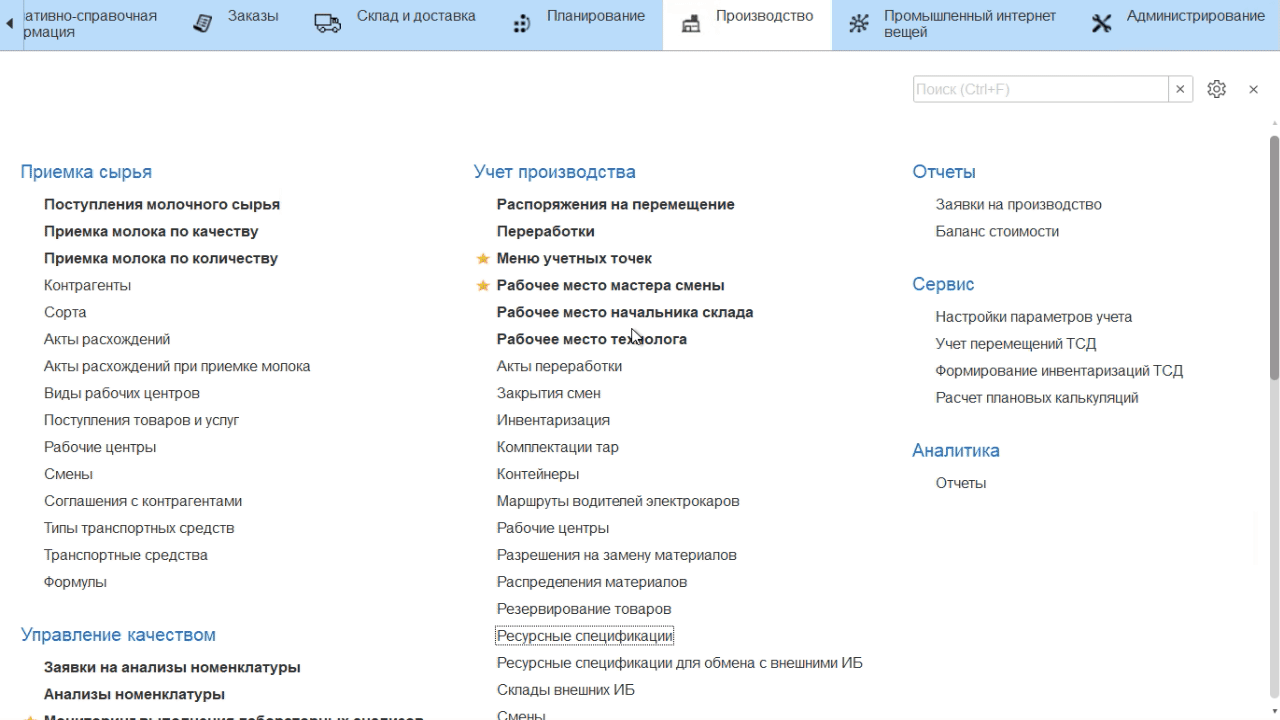 ативно-справочная
рмация
Заказы
Склад и доставка
Планирование
Производство
Промышленный интернет
вещей
Администрирование
Поиск (Ctrl+F)
Приемка сырья
Поступления молочного сырья
Приемка молока по качеству
Приемка молока по количеству
Контрагенты
Сорта
Акты расхождений
Акты расхождений при приемке молока
Виды рабочих центров
Поступления товаров и услуг
Рабочие центры
Смены
Соглашения с контрагентами
Типы транспортных средств
Транспортные средства
Формулы
Управление качеством
Заявки на анализы номенклатуры
Анализы номенклатуры
Мониторинг выполнения лабораторных анализов
Учет производства
Распоряжения на перемещение
Переработки
Меню учетных точек
Рабочее место мастера смены
Рабочее место начальника склада
Рабочее место технолога
Акты переработки
Закрытия смен
Инвентаризация
Комплектации тар
Контейнеры
Маршруты водителей электрокаров
Рабочие центры
Разрешения на замену материалов
Распределения материалов
Резервирование товаров
Ресурсные спецификации
Ресурсные спецификации для обмена с внешними ИБ
Склады внешних ИБ
Смены
Отчеты
Заявки на производство
Баланс стоимости
Сервис
Настройки параметров учета
Учет перемещений ТСД
Формирование инвентаризаций ТСД
Расчет плановых калькуляций
Аналитика
Отчеты